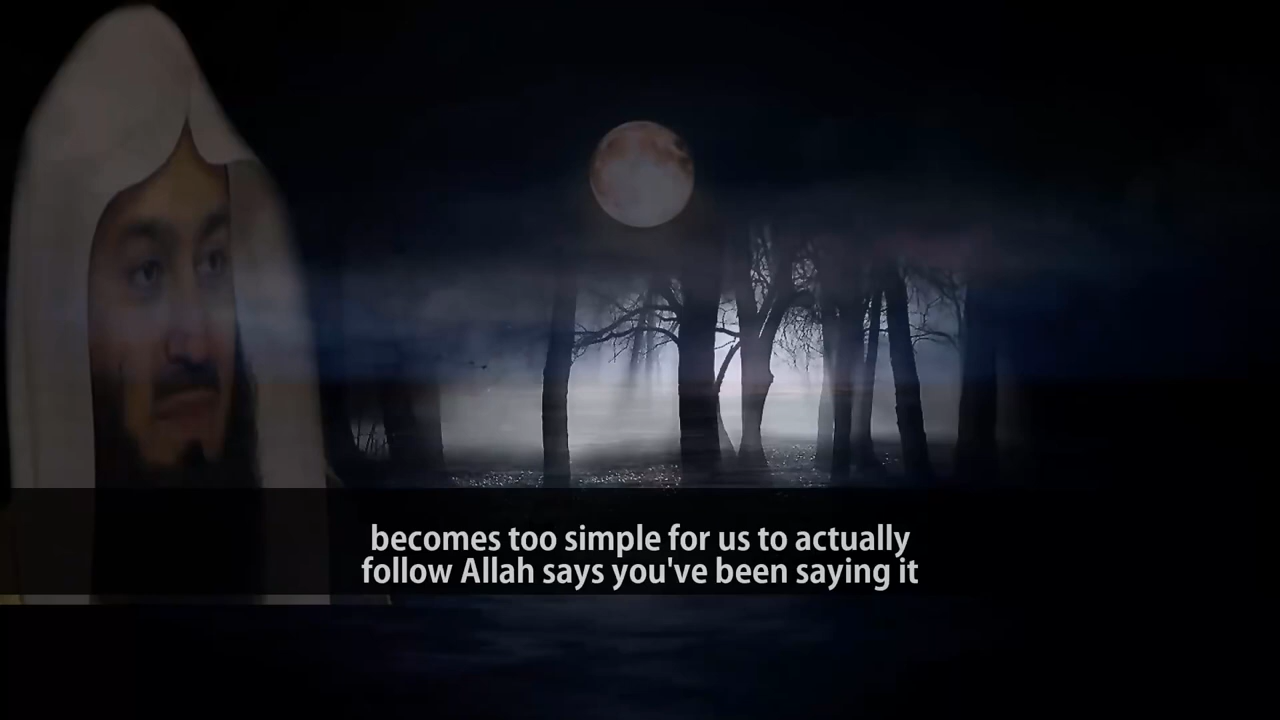 becomes too simple for us to actually
follow Allah says you've been saying it